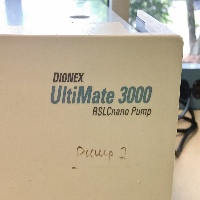 DIONEX
UltiMate 3000
RSLCnano Pump
Pump 2